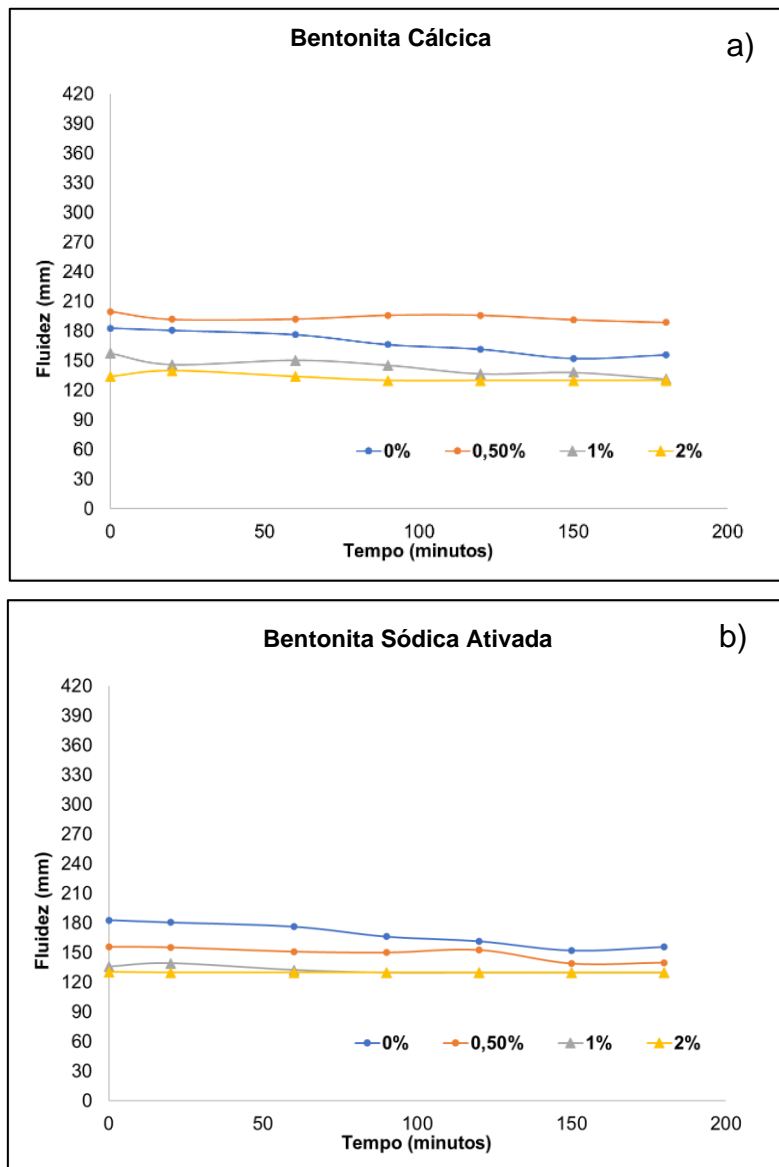 Bentonita Cálcica
a)
420
390
360
330
300
270
240
210
180
150
120
90
60
30
0
Fluidez (mm)
0% 0,50% 1% 2%
0 50 100 150 200
Tempo (minutos)
Bentonita Sódica Ativada
b)
420
390
360
330
300
270
240
210
180
150
120
90
60
30
0
Fluidez (mm)
0% 0,50% 1% 2%
0 50 100 150 200
Tempo (minutos)